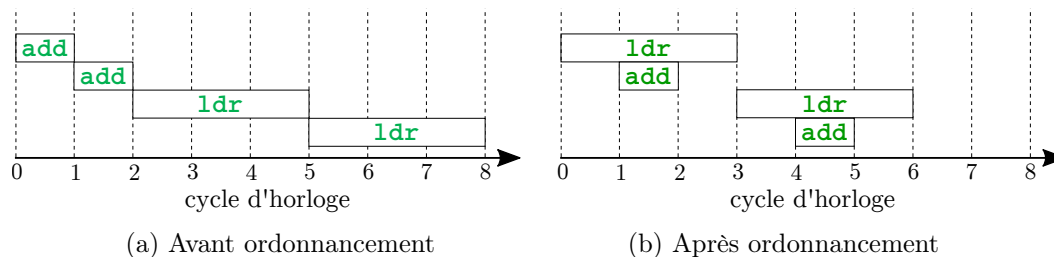 add
add
ldr
ldr
0 1 2 3 4 5 6 7 8
cycle d'horloge
(a) Avant ordonnancement
ldr
add
ldr
add
0 1 2 3 4 5 6 7 8
cycle d'horloge
(b) Après ordonnancement